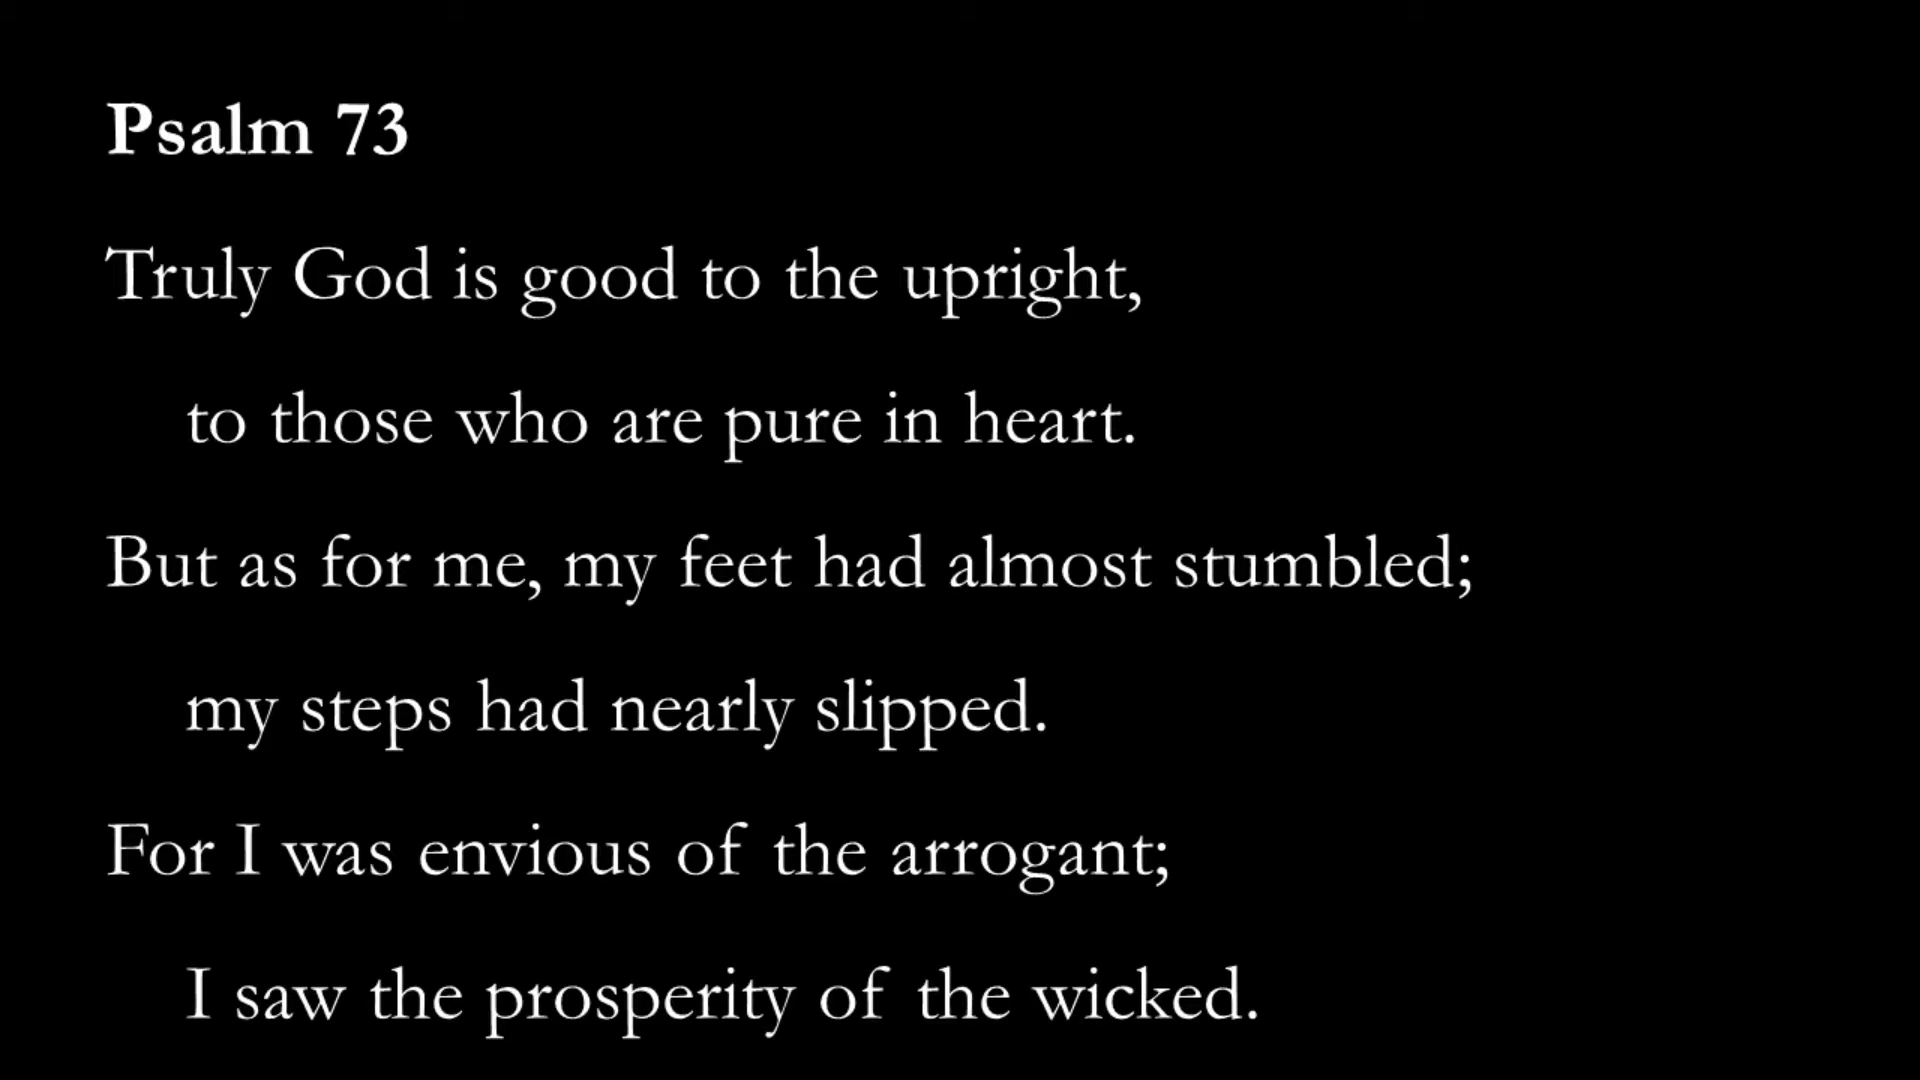 Psalm 73
Truly God is good to the upright,
to those who are pure in heart.
But as for me, my feet had almost stumbled;
my steps had nearly slipped.
For I was envious of the arrogant;
I saw the prosperity of the wicked.